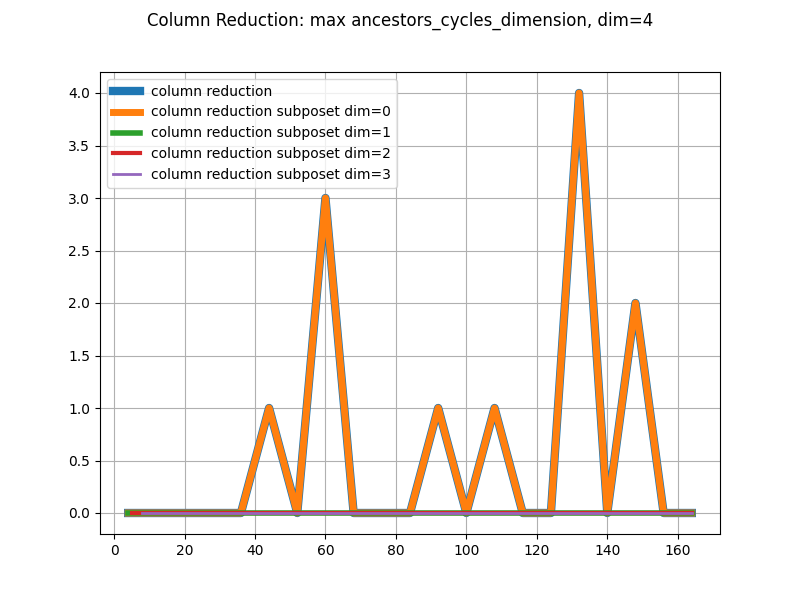 Column Reduction: max ancestors_cycles_dimension, dim=4
column reduction
column reduction subposet dim=0
column reduction subposet dim=1
column reduction subposet dim=2
column reduction subposet dim=3
4.0
3.5
3.0
2.5
2.0
1.5
1.0
0.5
0.0
0 20 40 60 80 100 120 140 160